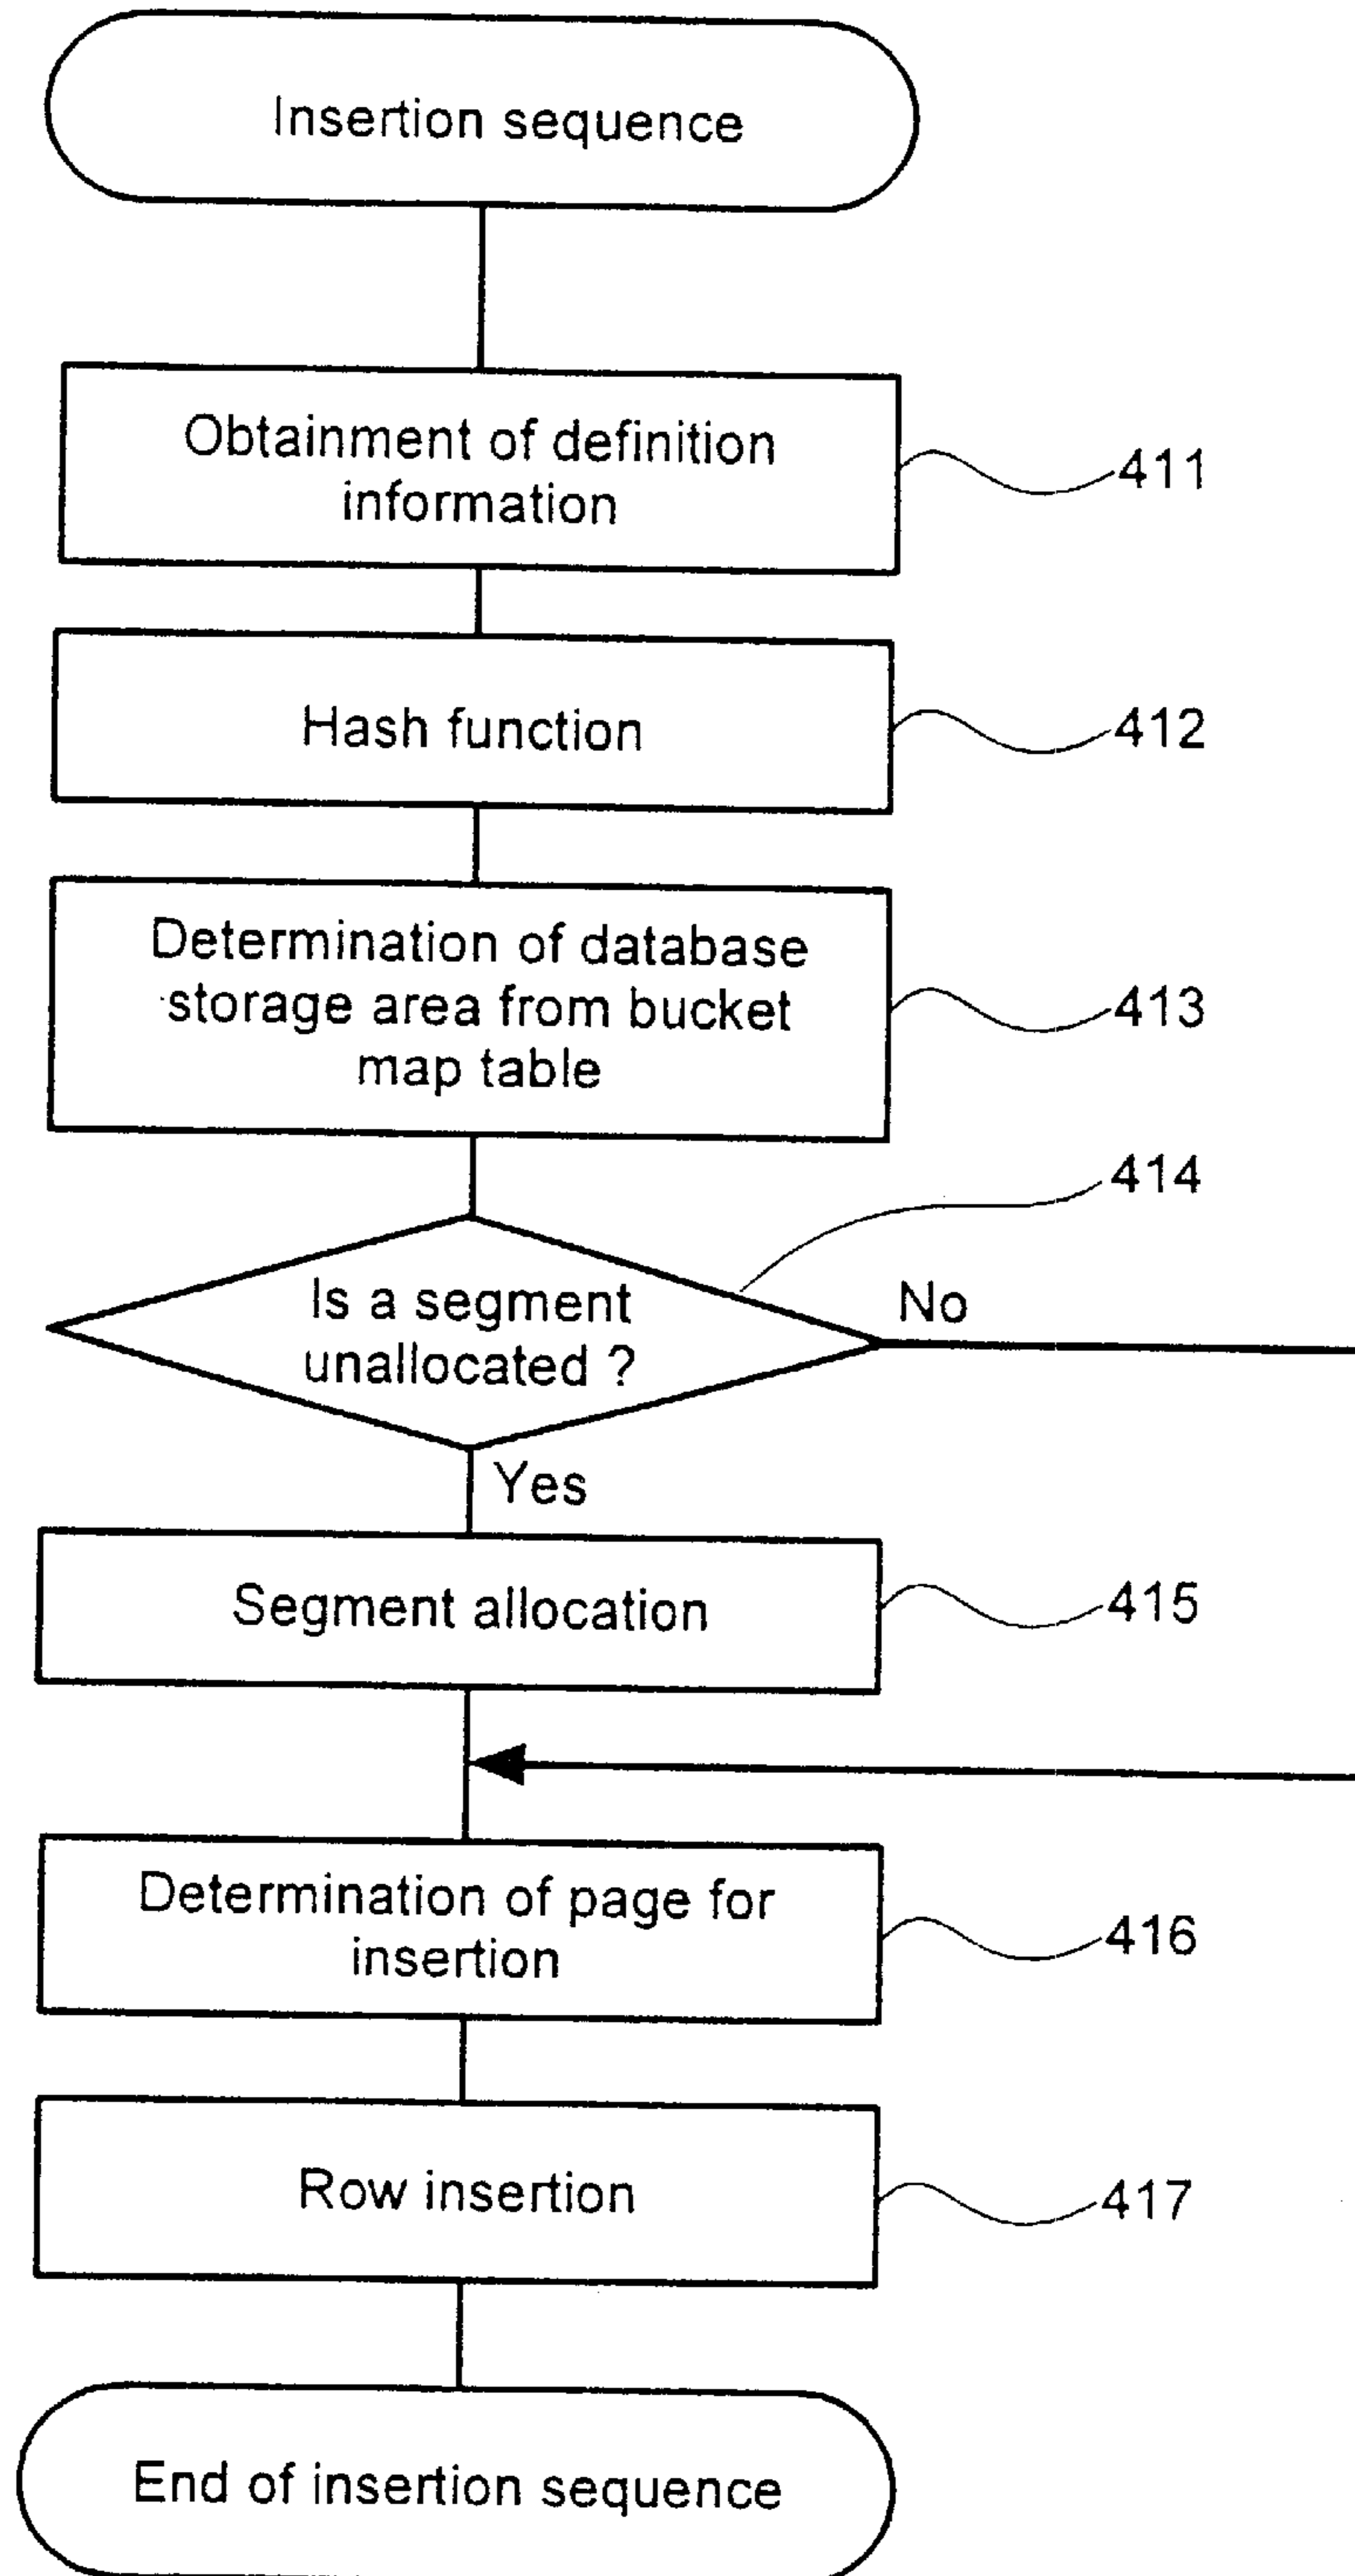 Insertion sequence
Obtainment of definition
information
411
Hash function
412
Determination of database
storage area from bucket
map table
413
414
Is a segment
unallocated ?
No
Yes
Segment allocation
415
Determination of page for
insertion
416
Row insertion
417
End of insertion sequence